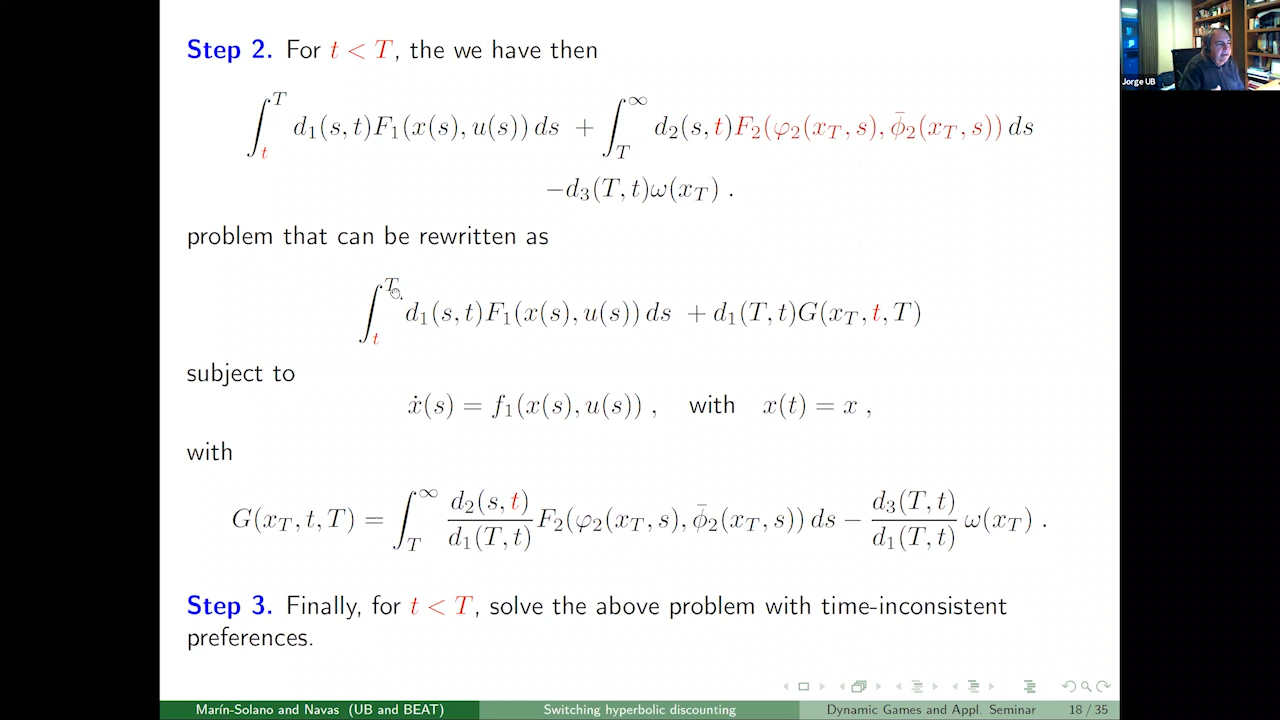 Step 2. For t < T, the we have then
∫_t^T d_1(s, t)F_1(x(s), u(s)) ds + ∫_T^∞ d_2(s, t)F_2(φ_2(x_T, s), \bar{ϕ}_2(x_T, s)) ds
−d_3(T, t)ω(x_T) .
problem that can be rewritten as
∫_t^T d_1(s, t)F_1(x(s), u(s)) ds + d_1(T, t)G(x_T, t, T)
subject to
ẋ(s) = f_1(x(s), u(s)) , with x(t) = x ,
with
G(x_T, t, T) = ∫_T^∞ \frac{d_2(s, t)}{d_1(T, t)} F_2(φ_2(x_T, s), \bar{ϕ}_2(x_T, s)) ds − \frac{d_3(T, t)}{d_1(T, t)} ω(x_T) .
Step 3. Finally, for t < T, solve the above problem with time-inconsistent
preferences.
Marín-Solano and Navas (UB and BEAT) Switching hyperbolic discounting Dynamic Games and Appl. Seminar 18 / 35
Jorge UB